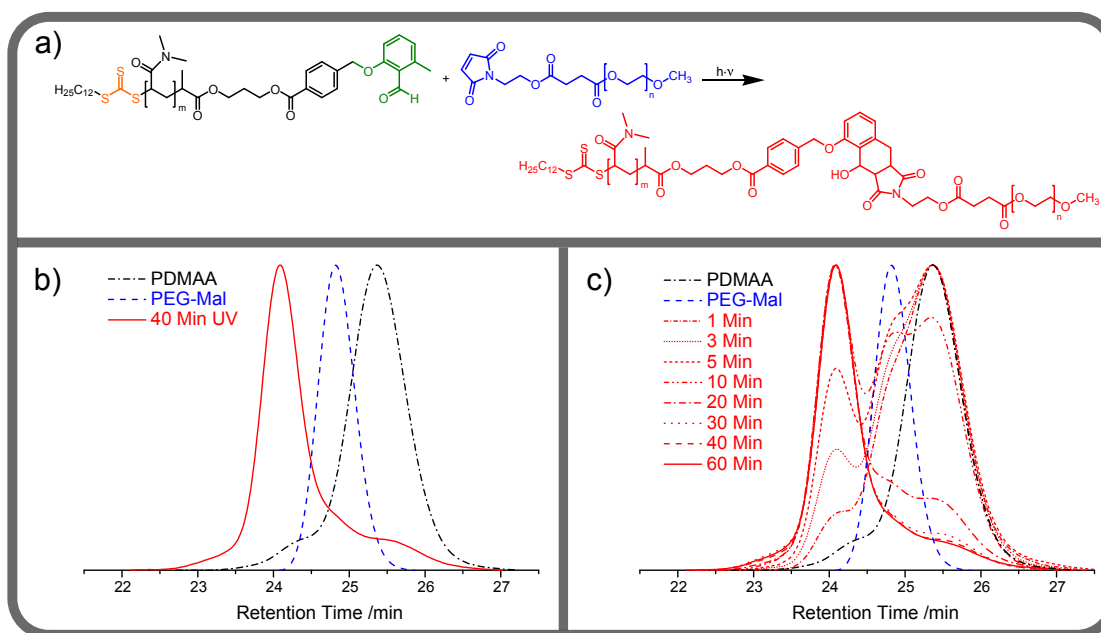 a)
N
O
S
H₂₅C₁₂
S
S
m
O
O
O
O
O
O
H
+
O
N
O
O
O
O
O
O
n
O
CH₃
h·ν
N
O
S
H₂₅C₁₂
S
S
m
O
O
O
O
O
HO
O
O
N
O
O
O
O
O
n
O
CH₃
b)
PDMAA
PEG-Mal
40 Min UV
22 23 24 25 26 27
Retention Time /min
c)
PDMAA
PEG-Mal
1 Min
3 Min
5 Min
10 Min
20 Min
30 Min
40 Min
60 Min
22 23 24 25 26 27
Retention Time /min